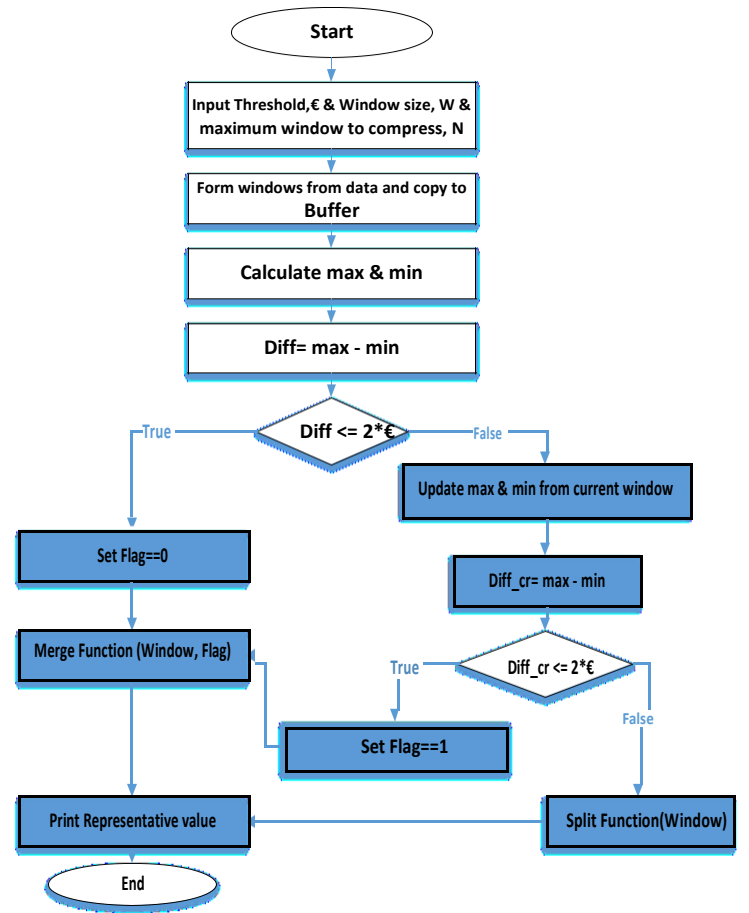 Start
Input Threshold,€ & Window size, W &
maximum window to compress, N
Form windows from data and copy to
Buffer
Calculate max & min
Diff= max - min
Diff <= 2*€
True
False
Update max & min from current window
Set Flag==0
Diff_cr= max - min
Merge Function (Window, Flag)
Diff_cr <= 2*€
True
False
Set Flag==1
Print Representative value
Split Function(Window)
End